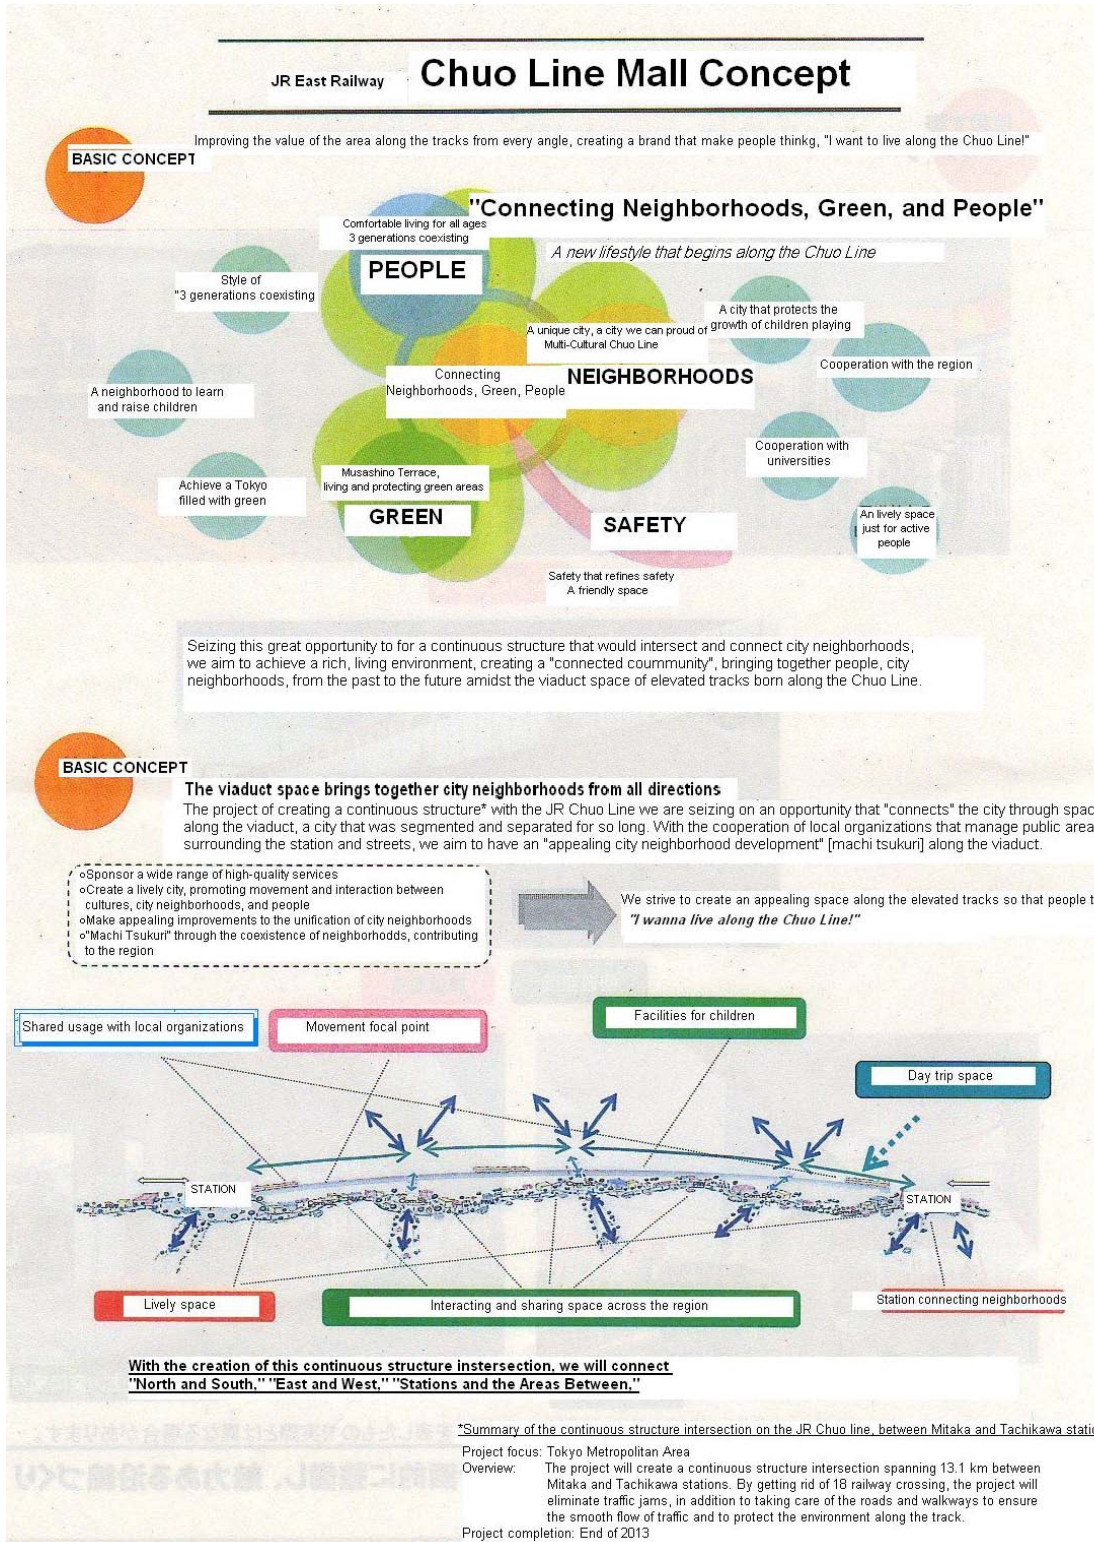 JR East Railway Chuo Line Mall Concept
Improving the value of the area along the tracks from every angle, creating a brand that make people thinkg, "I want to live along the Chuo Line!"
BASIC CONCEPT
"Connecting Neighborhoods, Green, and People"
A new lifestyle that begins along the Chuo Line
Comfortable living for all ages
3 generations coexisting
PEOPLE
Style of
"3 generations coexisting
A city that protects the
growth of children playing
A unique city, a city we can proud of
Multi-Cultural Chuo Line
NEIGHBORHOODS
Cooperation with the region
Connecting
Neighborhoods, Green, People
A neighborhood to learn
and raise children
Cooperation with
universities
Achieve a Tokyo
filled with green
Musashino Terrace,
living and protecting green areas
GREEN
SAFETY
An lively space
just for active
people
Safety that refines safety
A friendly space
Seizing this great opportunity to for a continuous structure that would intersect and connect city neighborhoods,
we aim to achieve a rich, living environment, creating a "connected coummunity", bringing together people, city
neighborhoods, from the past to the future amidst the viaduct space of elevated tracks born along the Chuo Line.
BASIC CONCEPT
The viaduct space brings together city neighborhoods from all directions
The project of creating a continuous structure* with the JR Chuo Line we are seizing on an opportunity that "connects" the city through spac
along the viaduct, a city that was segmented and separated for so long. With the cooperation of local organizations that manage public area
surrounding the station and streets, we aim to have an "appealing city neighborhood development" [machi tsukuri] along the viaduct.
oSponsor a wide range of high-quality services
oCreate a lively city, promoting movement and interaction between
cultures, city neighborhoods, and people
oMake appealing improvements to the unification of city neighborhoods
o"Machi Tsukuri" through the coexistence of neighborhodds, contributing
to the region
We strive to create an appealing space along the elevated tracks so that people t
"I wanna live along the Chuo Line!"
Shared usage with local organizations
Movement focal point
Facilities for children
Day trip space
STATION
STATION
Lively space
Interacting and sharing space across the region
Station connecting neighborhoods
With the creation of this continuous structure instersection, we will connect
"North and South," "East and West," "Stations and the Areas Between,"
*Summary of the continuous structure intersection on the JR Chuo line, between Mitaka and Tachikawa static
Project focus: Tokyo Metropolitan Area
Overview: The project will create a continuous structure intersection spanning 13.1 km between
Mitaka and Tachikawa stations. By getting rid of 18 railway crossing, the project will
eliminate traffic jams, in addition to taking care of the roads and walkways to ensure
the smooth flow of traffic and to protect the environment along the track.
Project completion: End of 2013